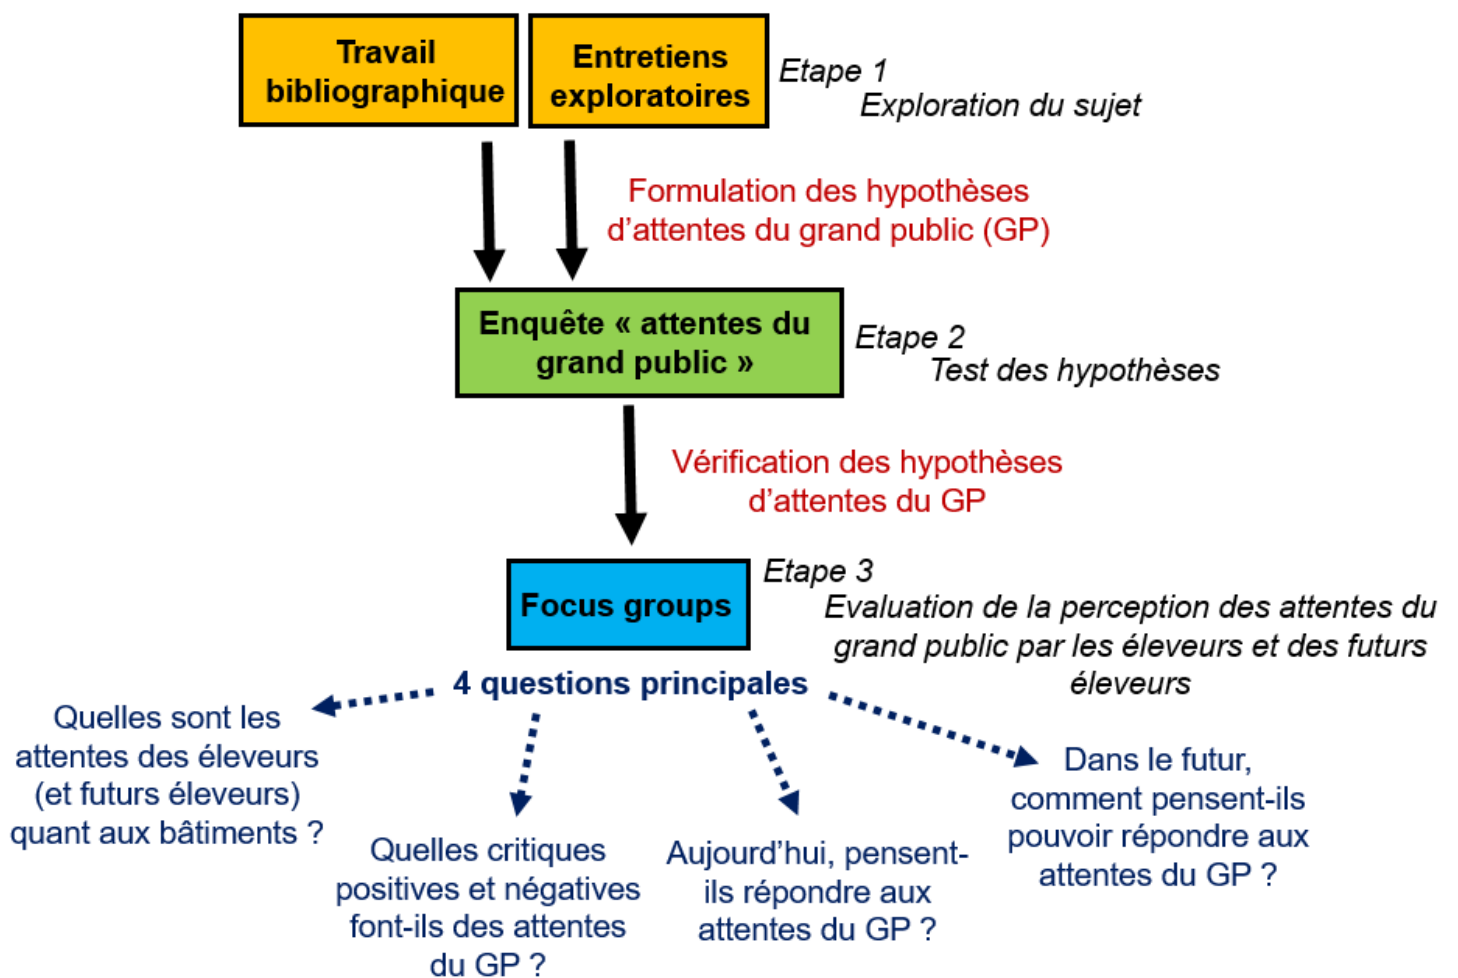 Travail
bibliographique
Entretiens
exploratoires
Etape 1
Exploration du sujet
Formulation des hypothèses
d'attentes du grand public (GP)
Enquête « attentes du
grand public »
Etape 2
Test des hypothèses
Vérification des hypothèses
d'attentes du GP
Focus groups
Etape 3
Evaluation de la perception des attentes du
grand public par les éleveurs et des futurs
éleveurs
4 questions principales
Quelles sont les
attentes des éleveurs
(et futurs éleveurs)
quant aux bâtiments ?
Quelles critiques
positives et négatives
font-ils des attentes
du GP ?
Aujourd'hui, pensent-
ils répondre aux
attentes du GP ?
Dans le futur,
comment pensent-ils
pouvoir répondre aux
attentes du GP ?